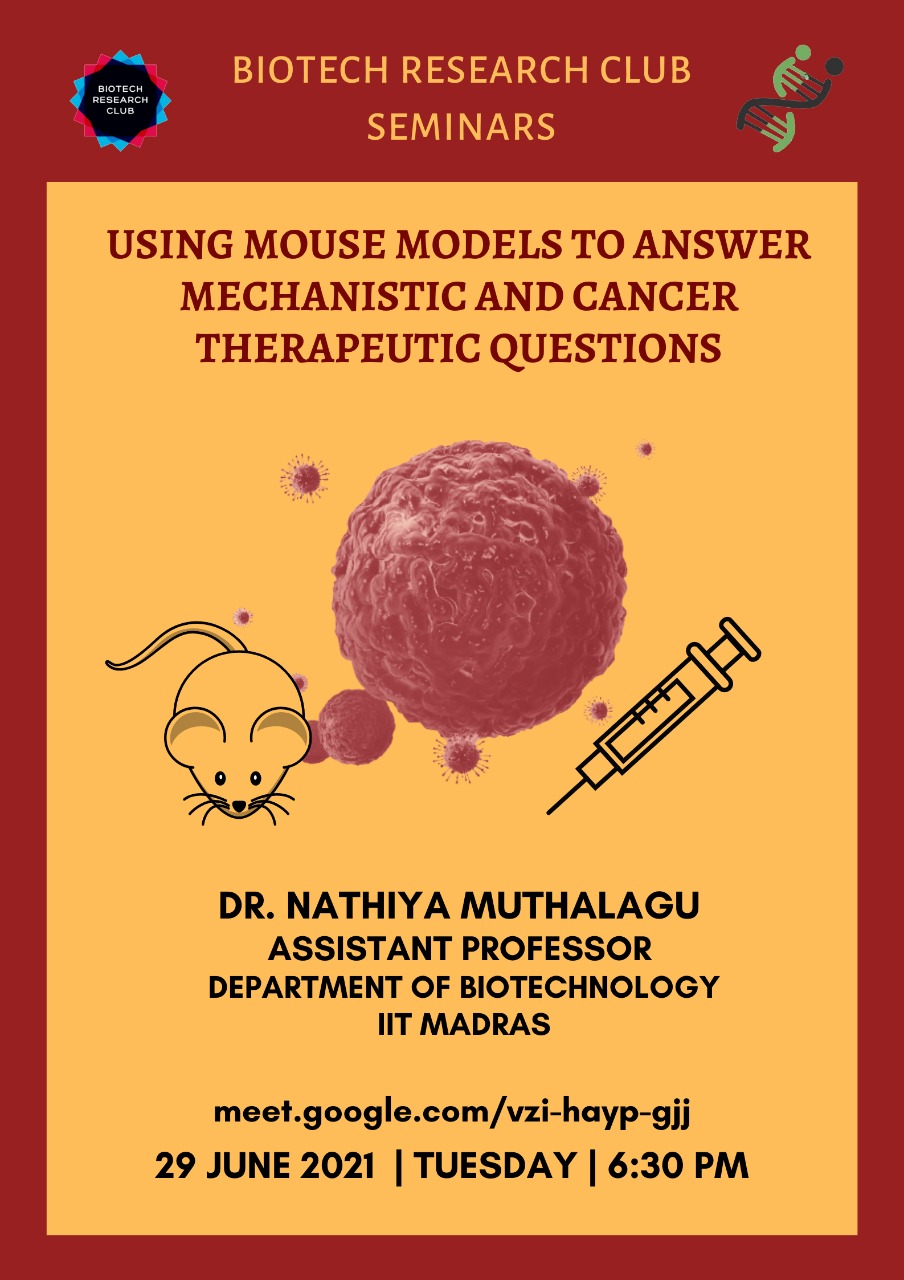 BIOTECH
RESEARCH
CLUB
BIOTECH RESEARCH CLUB
SEMINARS
USING MOUSE MODELS TO ANSWER
MECHANISTIC AND CANCER
THERAPEUTIC QUESTIONS
DR. NATHIYA MUTHALAGU
ASSISTANT PROFESSOR
DEPARTMENT OF BIOTECHNOLOGY
IIT MADRAS
meet.google.com/vzi-hayp-gjj
29 JUNE 2021 | TUESDAY | 6:30 PM